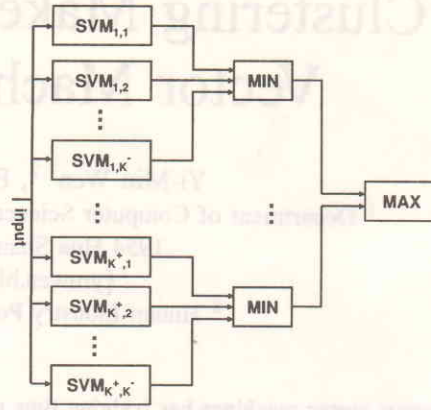 Clustering Make
Vector Mach
Yi-Min Wen
Department of Computer Science
SVM1,1
SVM1,2
MIN
SVM1,K-
MAX
Input
SVMK+,1
SVMK+,2
MIN
SVMK+,K-